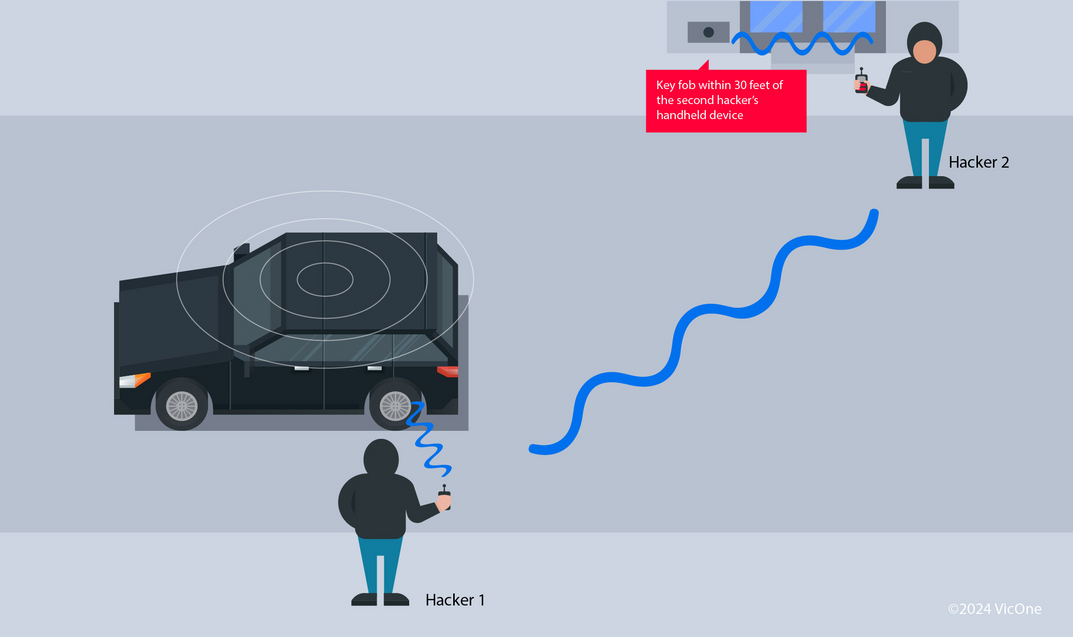 Key fob within 30 feet of
the second hacker's
handheld device
Hacker 2
Hacker 1
©2024 VicOne